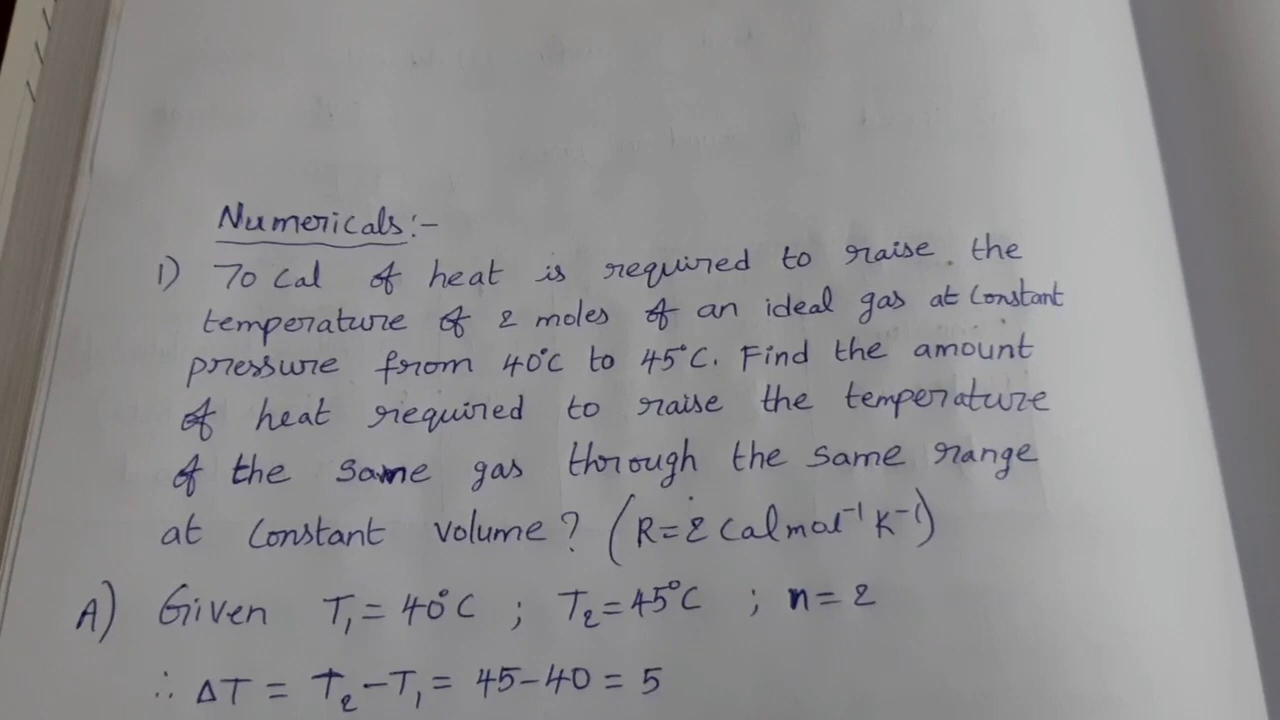 Numericals:-
1) 70 Cal of heat is required to raise the
temperature of 2 moles of an ideal gas at Constant
pressure from 40°C to 45°C. Find the amount
of heat required to raise the temperature
of the same gas through the same range
at Constant volume? (R=2 Cal mol⁻¹ K⁻¹)
A) Given T₁ = 40°C ; T₂ = 45°C ; n = 2
∴ ΔT = T₂ - T₁ = 45-40 = 5